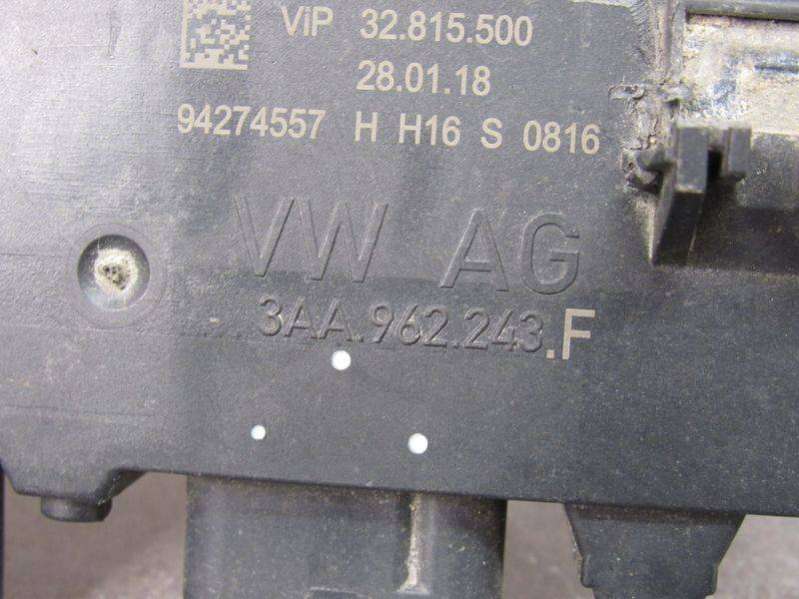 ViP 32.815.500
28.01.18
94274557 H H16 S 0816
VW AG
3AA.962.243.F